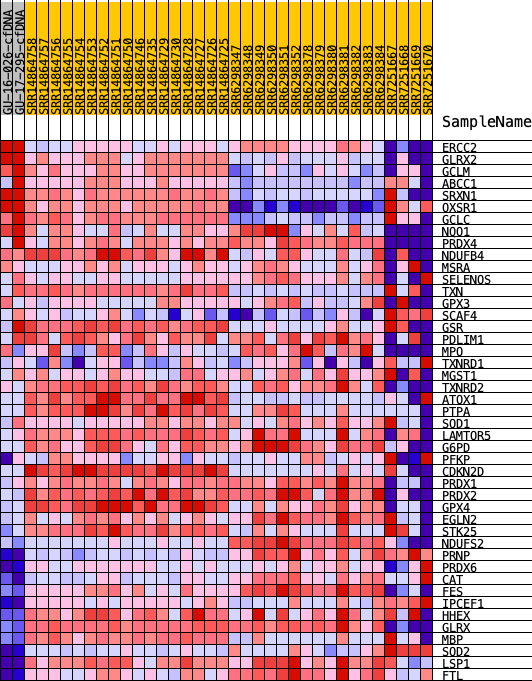 GU-16-026-cfDNA
GU-17-295-cfDNA
SRR14864758
SRR14864757
SRR14864756
SRR14864755
SRR14864754
SRR14864753
SRR14864752
SRR14864751
SRR14864746
SRR14864735
SRR14864729
SRR14864730
SRR14864728
SRR14864727
SRR14864726
SRR14864725
SRR6298347
SRR6298348
SRR6298349
SRR6298350
SRR6298351
SRR6298352
SRR6298378
SRR6298379
SRR6298380
SRR6298381
SRR6298382
SRR6298383
SRR6298384
SRR7251667
SRR7251668
SRR7251669
SRR7251670
SampleName
ERCC2
GLRX2
GCLM
ABCC1
SRXN1
OXSR1
GCLC
NQO1
PRDX4
NDUFB4
MSRA
SELENOS
TXN
GPX3
SCAF4
GSR
PDLIM1
MPO
TXNRD1
MGST1
TXNRD2
ATOX1
PTPA
SOD1
LAMTOR5
G6PD
PFKP
CDKN2D
PRDX1
PRDX2
GPX4
EGLN2
STK25
NDUFS2
PRNP
PRDX6
CAT
FES
IPCEF1
HHEX
GLRX
MBP
SOD2
LSP1
FTL